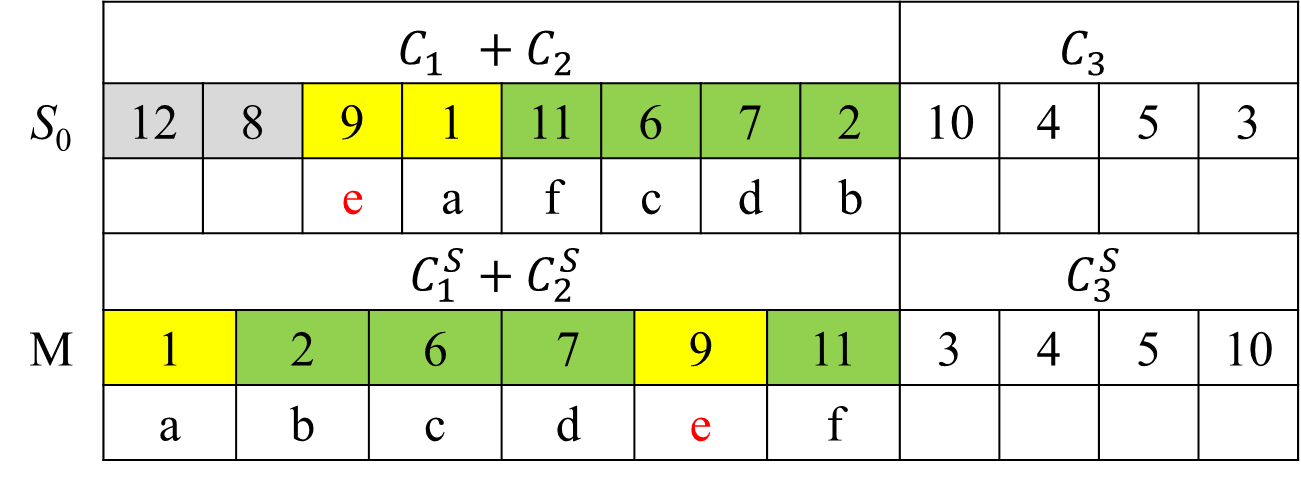 C₁ + C₂ C₃
S₀ 12 8 9 1 11 6 7 2 10 4 5 3
e a f c d b
C₁ˢ + C₂ˢ C₃ˢ
M 1 2 6 7 9 11 3 4 5 10
a b c d e f